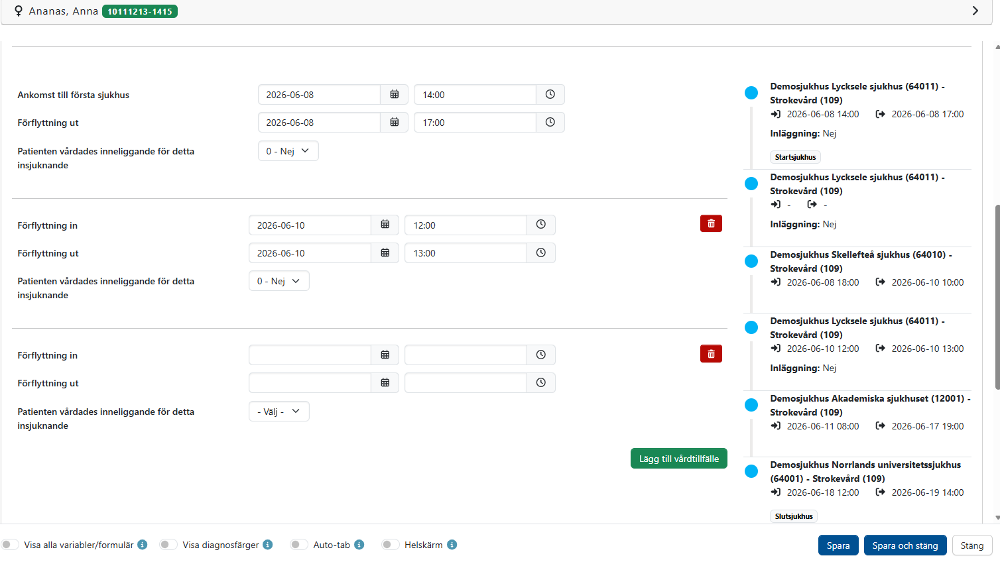 Ananas, Anna 10111213-1415
Ankomst till första sjukhus 2026-06-08 14:00
Förflyttning ut 2026-06-08 17:00
Patienten vårdades inneliggande för detta 0 - Nej
insjuknande
Förflyttning in 2026-06-10 12:00
Förflyttning ut 2026-06-10 13:00
Patienten vårdades inneliggande för detta 0 - Nej
insjuknande
Förflyttning in
Förflyttning ut
Patienten vårdades inneliggande för detta - Välj -
insjuknande
Lägg till vårdtillfälle
Demosjukhus Lycksele sjukhus (64011) -
Strokevård (109)
2026-06-08 14:00 2026-06-08 17:00
Inläggning: Nej
Startsjukhus
Demosjukhus Lycksele sjukhus (64011) -
Strokevård (109)
- -
Inläggning: Nej
Demosjukhus Skellefteå sjukhus (64010) -
Strokevård (109)
2026-06-08 18:00 2026-06-10 10:00
Demosjukhus Lycksele sjukhus (64011) -
Strokevård (109)
2026-06-10 12:00 2026-06-10 13:00
Inläggning: Nej
Demosjukhus Akademiska sjukhuset (12001) -
Strokevård (109)
2026-06-11 08:00 2026-06-17 19:00
Demosjukhus Norrlands universitetssjukhus
(64001) - Strokevård (109)
2026-06-18 12:00 2026-06-19 14:00
Slutsjukhus
Visa alla variabler/formulär Visa diagnosfärger Auto-tab Helskärm Spara Spara och stäng Stäng